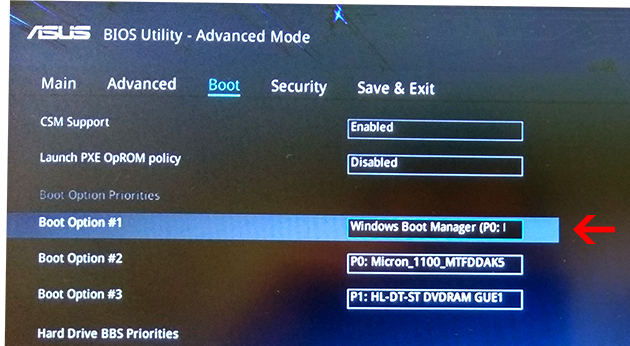 ASUS BIOS Utility - Advanced Mode
Main Advanced Boot Security Save & Exit
CSM Support Enabled
Launch PXE OpROM policy Disabled
Boot Option Priorities
Boot Option #1 Windows Boot Manager (P0: I
Boot Option #2 P0: Micron_1100_MTFDDAK5
Boot Option #3 P1: HL-DT-ST DVDRAM GUE1
Hard Drive BBS Priorities